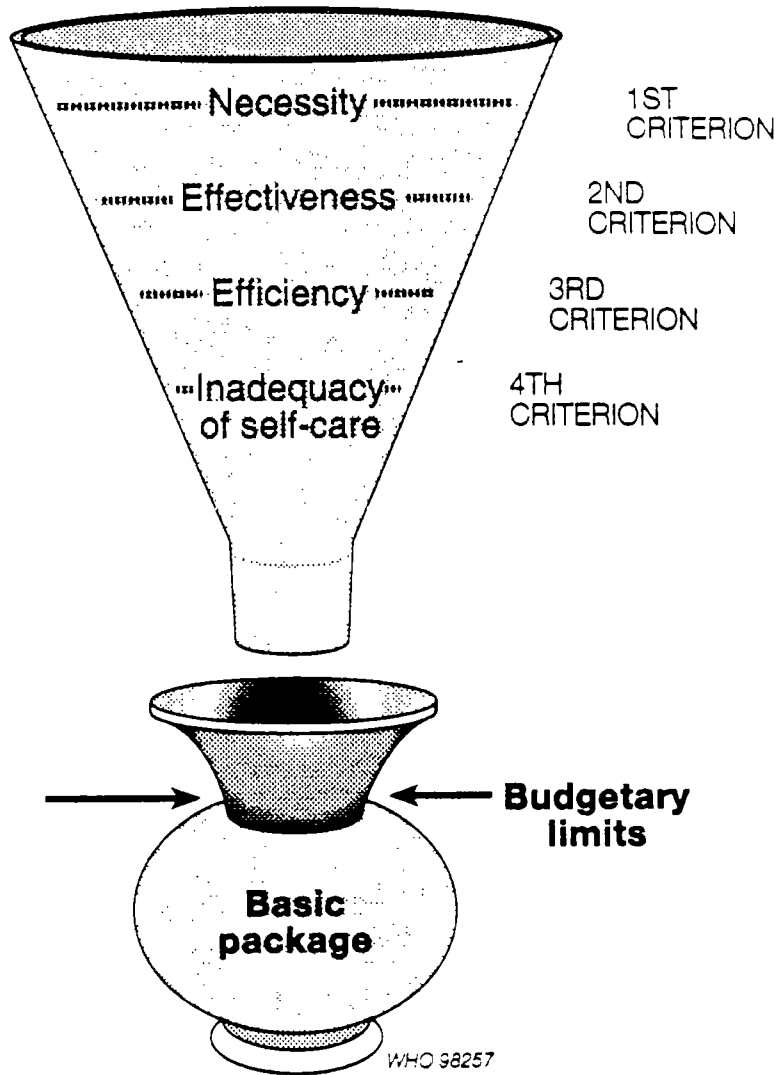 Necessity
1ST
CRITERION
Effectiveness
2ND
CRITERION
Efficiency
3RD
CRITERION
Inadequacy
of self-care
4TH
CRITERION
Budgetary
limits
Basic
package
WHO 98257